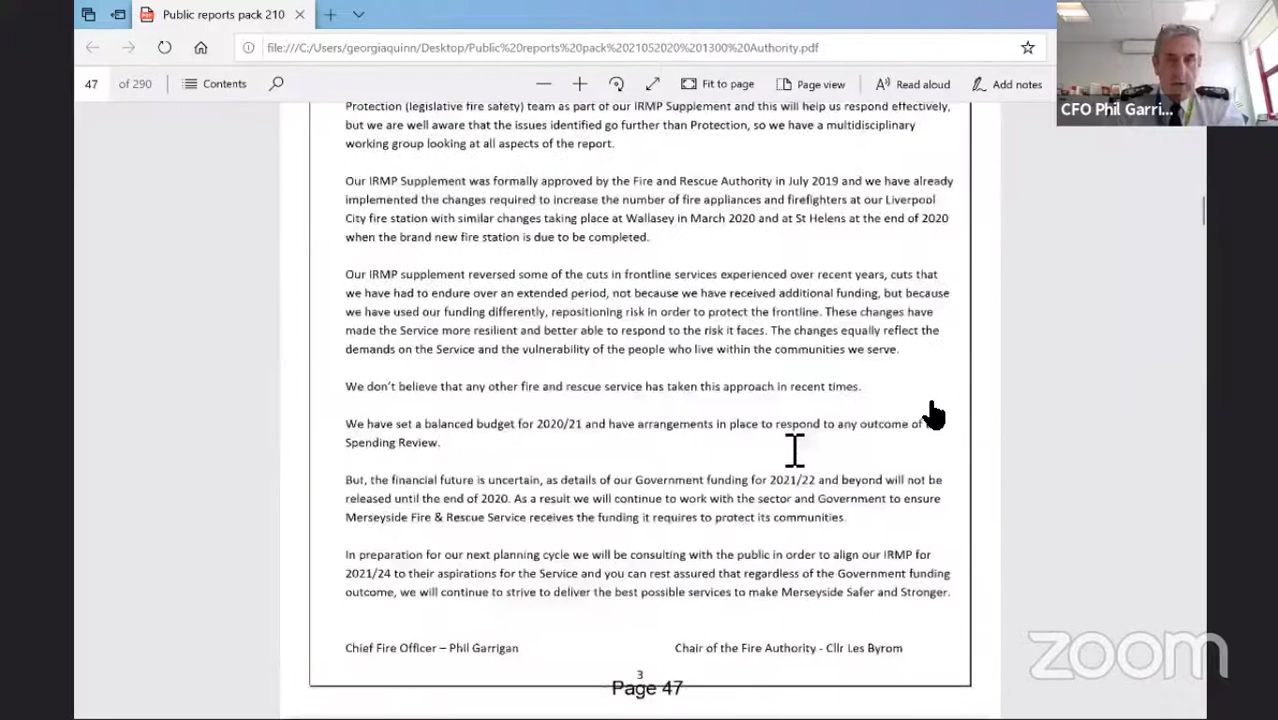 Public reports pack 210
file:///C:/Users/georgiaquinn/Desktop/Public%20reports%20pack%2021052020%201300%20Authority.pdf
47 of 290 Contents Fit to page Page view Read aloud Add notes
CFO Phil Garri...
Protection (legislative fire safety) team as part of our IRMP Supplement and this will help us respond effectively,
but we are well aware that the issues identified go further than Protection, so we have a multidisciplinary
working group looking at all aspects of the report.
Our IRMP Supplement was formally approved by the Fire and Rescue Authority in July 2019 and we have already
implemented the changes required to increase the number of fire appliances and firefighters at our Liverpool
City fire station with similar changes taking place at Wallasey in March 2020 and at St Helens at the end of 2020
when the brand new fire station is due to be completed.
Our IRMP supplement reversed some of the cuts in frontline services experienced over recent years, cuts that
we have had to endure over an extended period, not because we have received additional funding, but because
we have used our funding differently, repositioning risk in order to protect the frontline. These changes have
made the Service more resilient and better able to respond to the risk it faces. The changes equally reflect the
demands on the Service and the vulnerability of the people who live within the communities we serve.
We don't believe that any other fire and rescue service has taken this approach in recent times.
We have set a balanced budget for 2020/21 and have arrangements in place to respond to any outcome of
Spending Review.
But, the financial future is uncertain, as details of our Government funding for 2021/22 and beyond will not be
released until the end of 2020. As a result we will continue to work with the sector and Government to ensure
Merseyside Fire & Rescue Service receives the funding it requires to protect its communities.
In preparation for our next planning cycle we will be consulting with the public in order to align our IRMP for
2021/24 to their aspirations for the Service and you can rest assured that regardless of the Government funding
outcome, we will continue to strive to deliver the best possible services to make Merseyside Safer and Stronger.
Chief Fire Officer – Phil Garrigan Chair of the Fire Authority - Cllr Les Byrom
3
Page 47
zoom